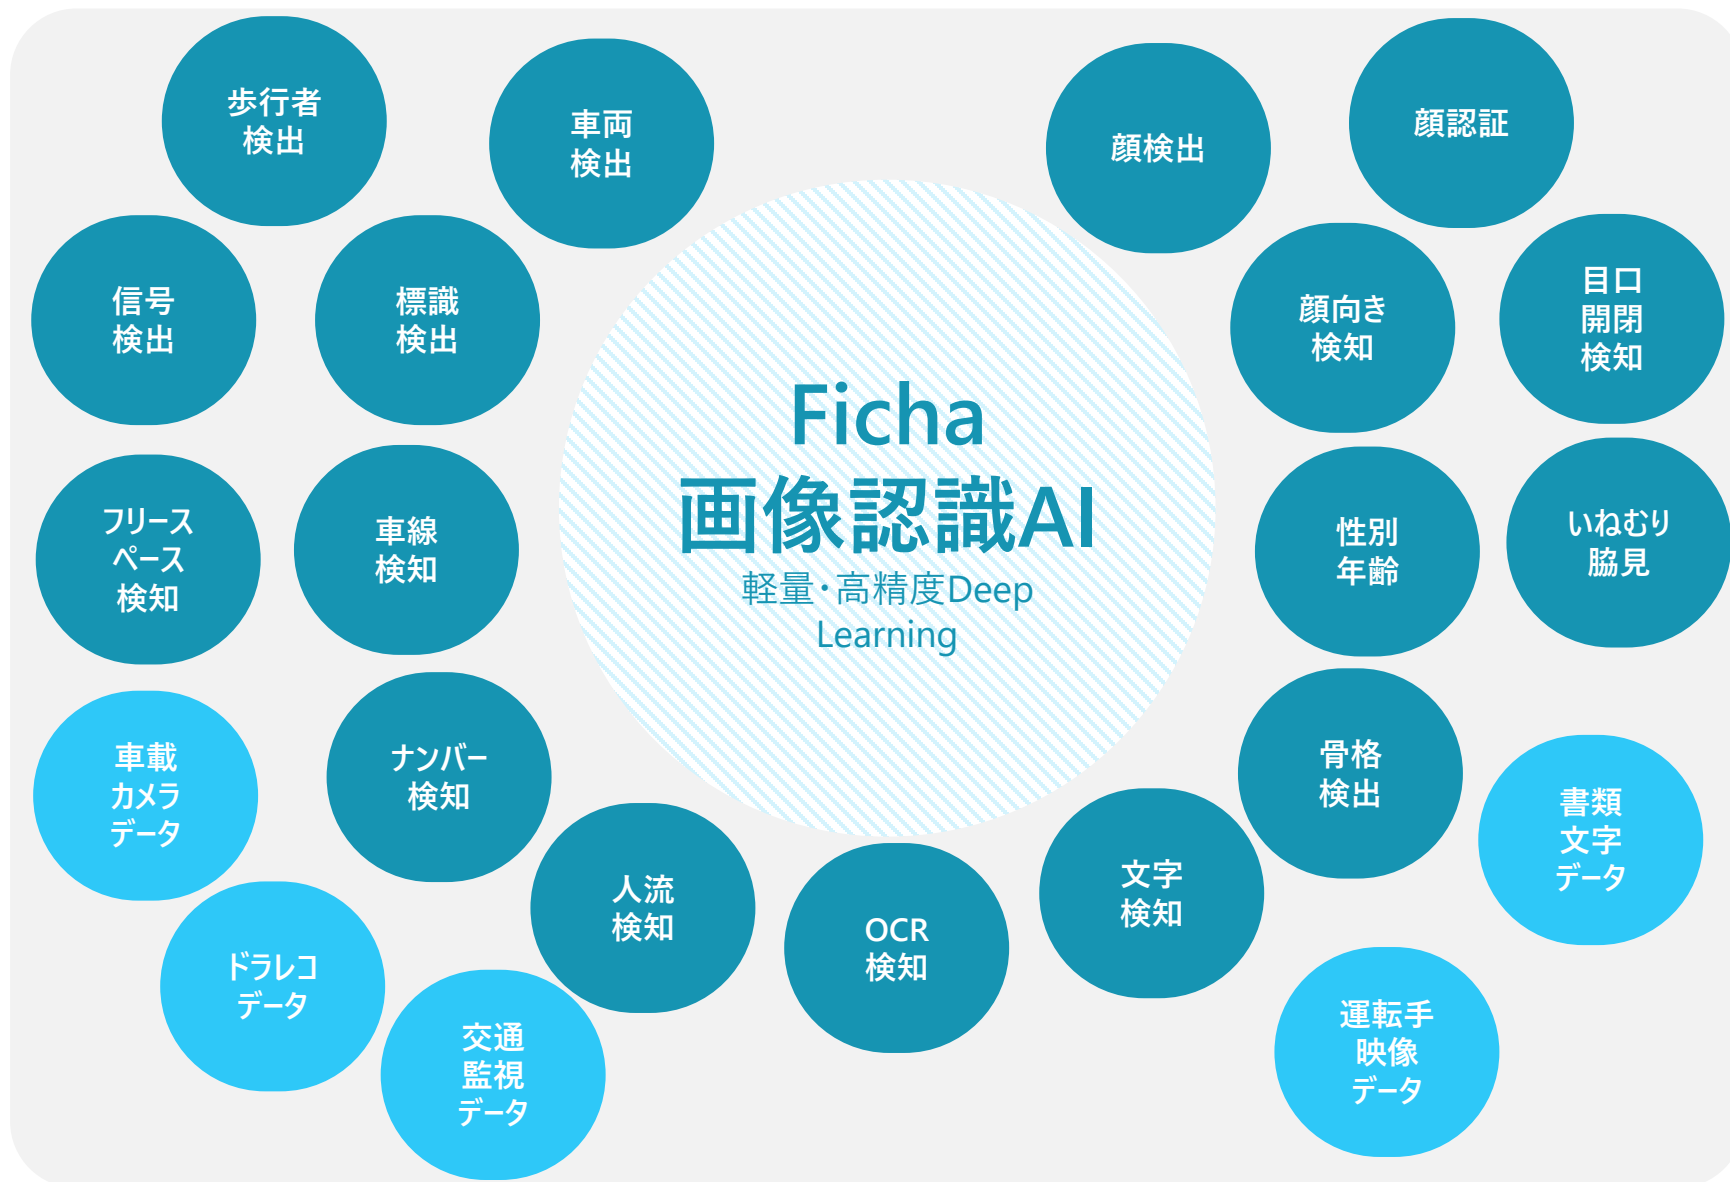 歩行者
検出
車両
検出
顔検出
顔認証
信号
検出
標識
検出
顔向き
検知
目口
開閉
検知
Ficha
画像認識AI
軽量・高精度Deep
Learning
フリース
ペース
検知
車線
検知
性別
年齢
いねむり
脇見
車載
カメラ
データ
ナンバー
検知
骨格
検出
書類
文字
データ
人流
検知
OCR
検知
文字
検知
ドラレコ
データ
交通
監視
データ
運転手
映像
データ